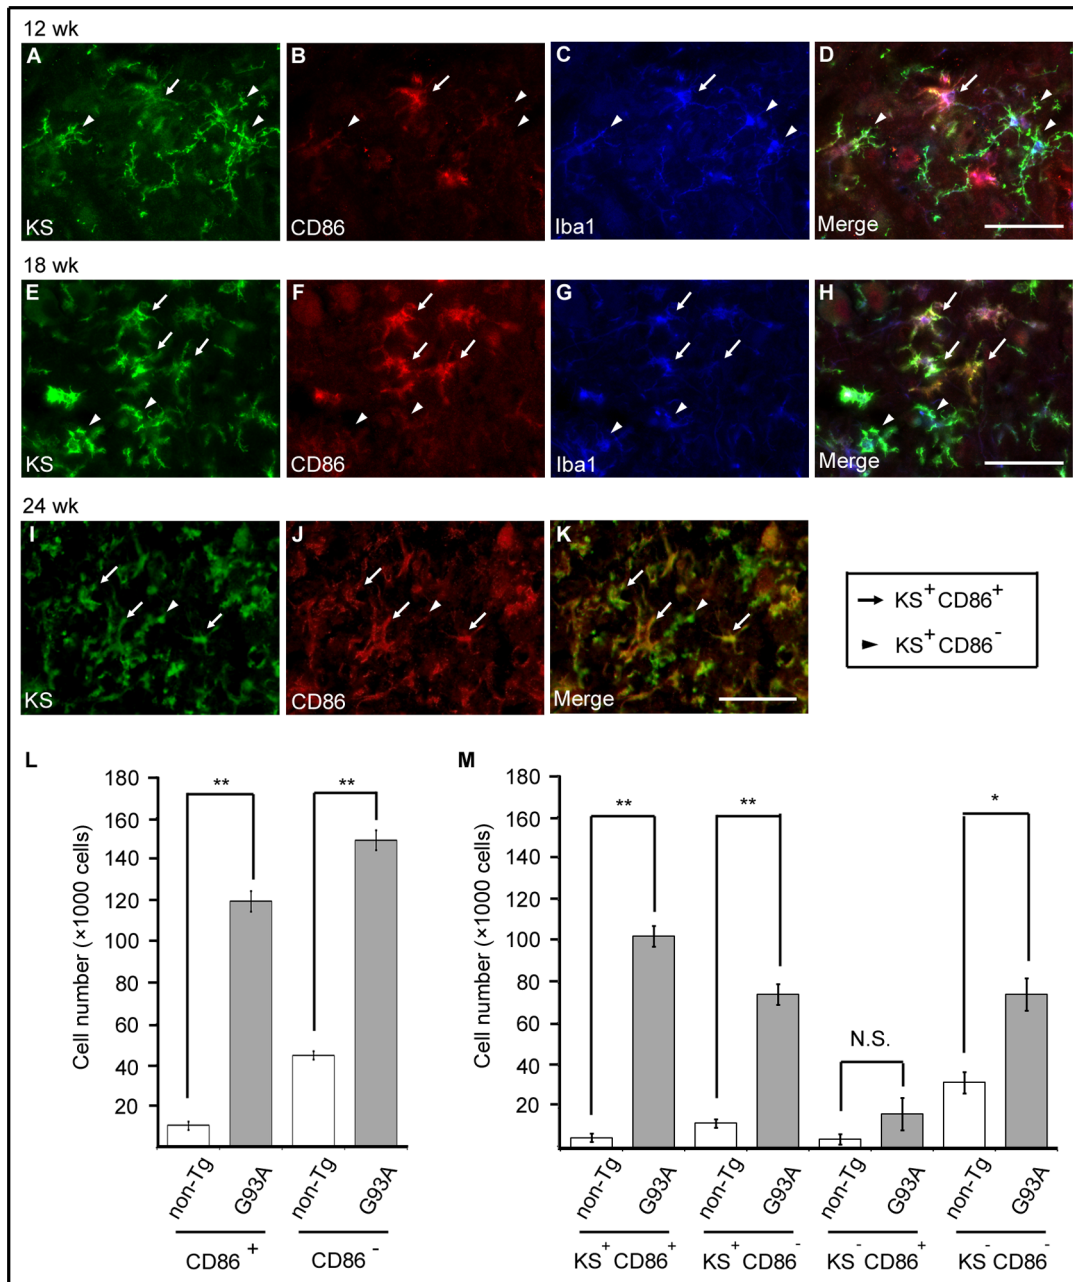 12 wk
A
B
C
D
KS
CD86
Iba1
Merge
18 wk
E
F
G
H
KS
CD86
Iba1
Merge
24 wk
I
J
K
KS
CD86
Merge
KS+ CD86+
KS+ CD86-
L
Cell number (×1000 cells)
180
160
140
120
100
80
60
40
20
**
**
non-Tg
G93A
non-Tg
G93A
CD86 +
CD86 -
M
Cell number (×1000 cells)
180
160
140
120
100
80
60
40
20
**
**
N.S.
*
non-Tg
G93A
non-Tg
G93A
non-Tg
G93A
non-Tg
G93A
KS+ CD86+
KS+ CD86-
KS- CD86+
KS- CD86-